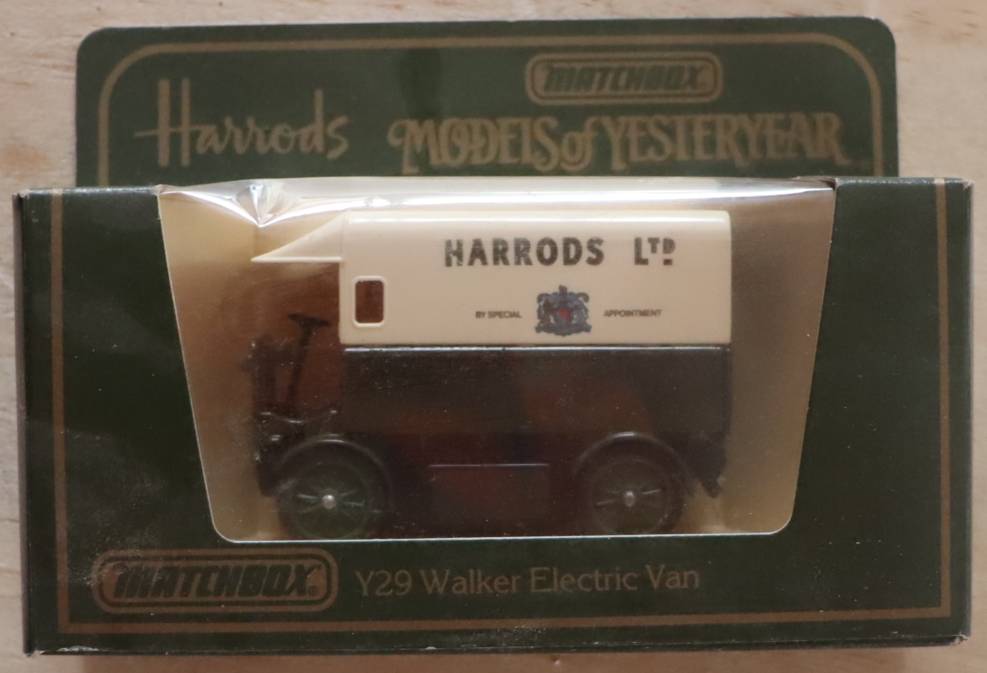 MATCHBOX
Harrods MODELS of YESTERYEAR
HARRODS LTD
BY SPECIAL APPOINTMENT
MATCHBOX Y29 Walker Electric Van